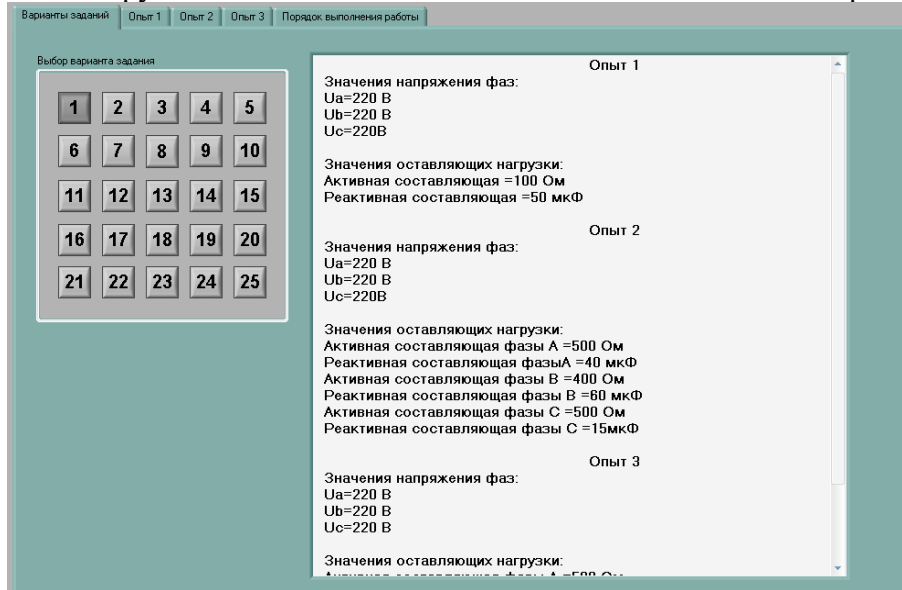 Варианты заданий
Опыт 1
Опыт 2
Опыт 3
Порядок выполнения работы
Выбор варианта задания
1 2 3 4 5
6 7 8 9 10
11 12 13 14 15
16 17 18 19 20
21 22 23 24 25
Опыт 1
Значения напряжения фаз:
Ua=220 В
Ub=220 В
Uc=220В
Значения оставляющих нагрузки:
Активная составляющая =100 Ом
Реактивная составляющая =50 мкФ
Опыт 2
Значения напряжения фаз:
Ua=220 В
Ub=220 В
Uc=220В
Значения оставляющих нагрузки:
Активная составляющая фазы А =500 Ом
Реактивная составляющая фазыА =40 мкФ
Активная составляющая фазы В =400 Ом
Реактивная составляющая фазы В =60 мкФ
Активная составляющая фазы С =500 Ом
Реактивная составляющая фазы С =15мкФ
Опыт 3
Значения напряжения фаз:
Ua=220 В
Ub=220 В
Uc=220 В
Значения оставляющих нагрузки: